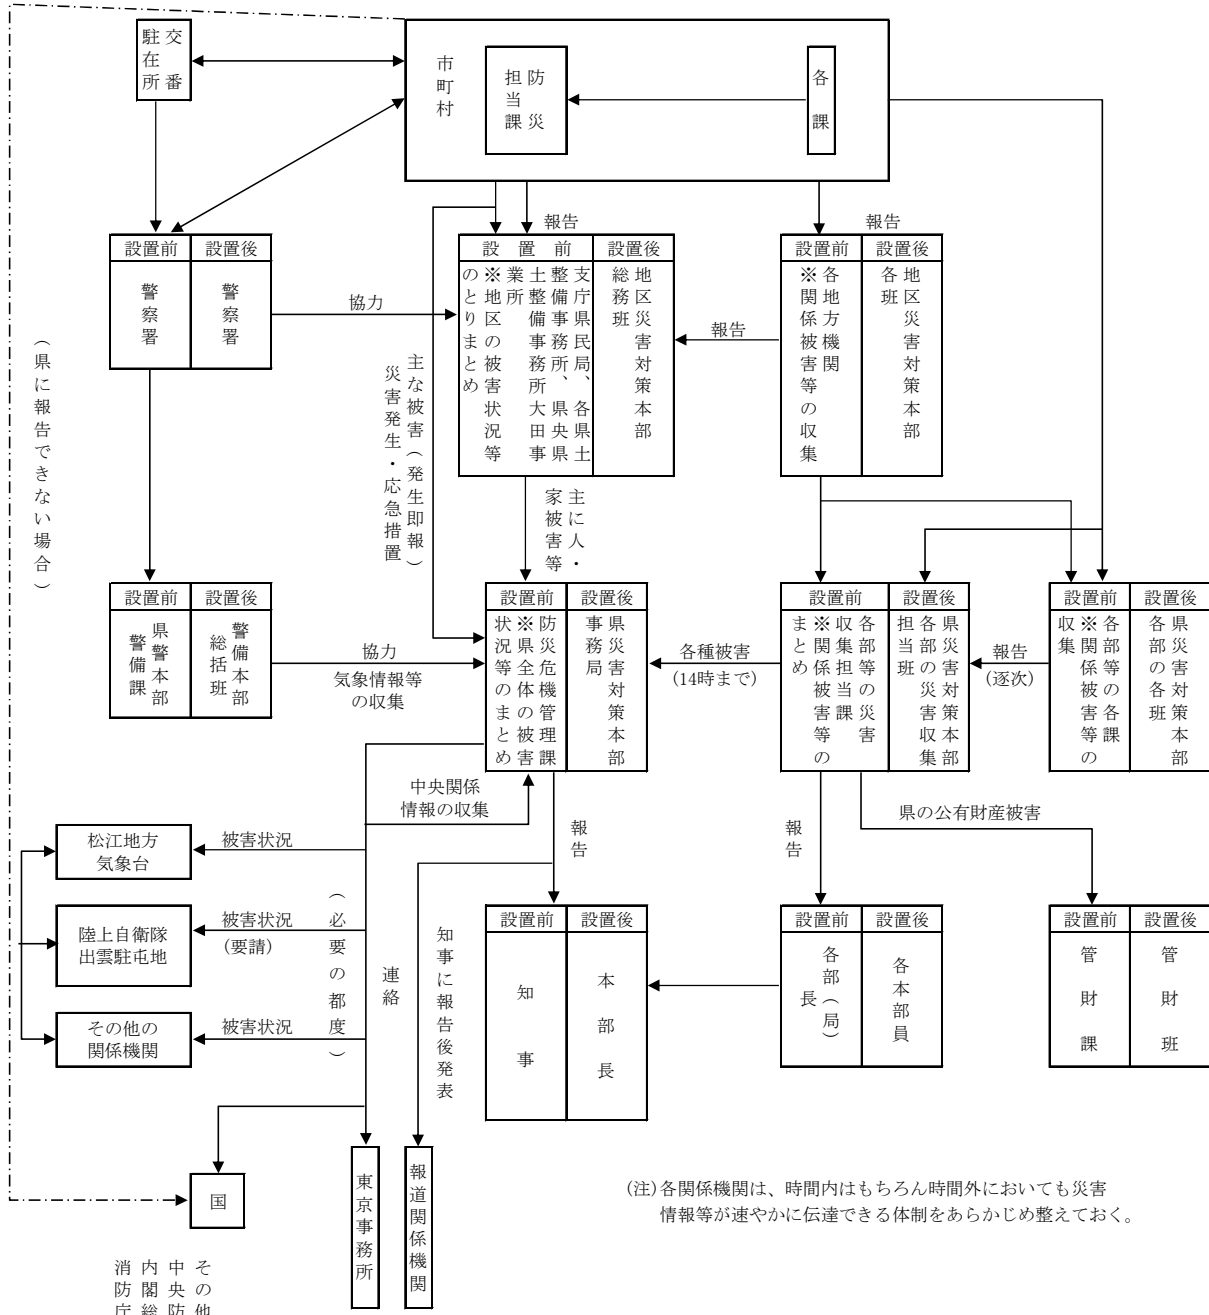 交番
駐在所
市町村
防災
担当課
各課
報告
報告
設置前
設置後
警察署
警察署
協力
設置前
設置後
支庁県民局、各県土
整備事務所、県央県
土整備事務所大田事
業所
※地区の被害状況等
のとりまとめ
地区災害対策本部
総務班
報告
設置前
設置後
各地方機関
※関係被害等の収集
地区災害対策本部
各班
(県に報告できない場合)
主な被害(発生即報)
災害発生・応急措置
主に人・
家被害等
設置前
設置後
県警本部
警備課
警備本部
総括班
協力
気象情報等
の収集
設置前
設置後
防災危機管理課
※県全体の被害
状況等のまとめ
県災害対策本部
事務局
各種被害
(14時まで)
設置前
設置後
各部等の災害
収集担当課
※関係被害等の
まとめ
県災害対策本部
各部の災害収集
担当班
報告
(逐次)
設置前
設置後
各部等の各課
※関係被害等の
収集
県災害対策本部
各部の各班
中央関係
情報の収集
報告
報告
県の公有財産被害
松江地方
気象台
被害状況
陸上自衛隊
出雲駐屯地
被害状況
(要請)
その他の
関係機関
被害状況
(必要の都度)
連絡
知事に報告後発表
設置前
設置後
知事
本部長
設置前
設置後
各部(局)
長
各本部員
設置前
設置後
管財課
管財班
国
東京事務所
報道関係機関
(注)各関係機関は、時間内はもちろん時間外においても災害
情報等が速やかに伝達できる体制をあらかじめ整えておく。
その他
中央防
内閣総
消防庁